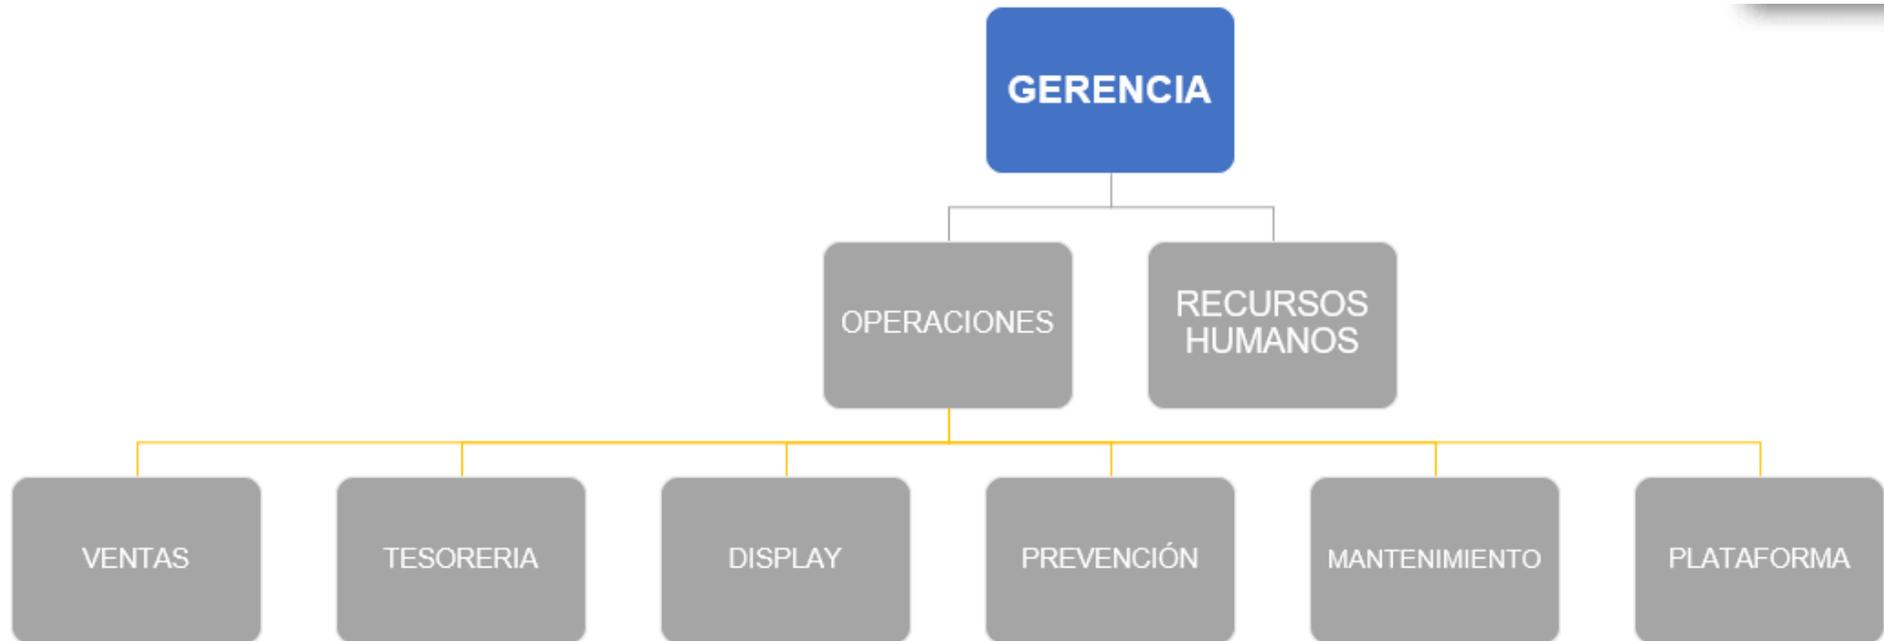 GERENCIA
OPERACIONES
RECURSOS
HUMANOS
VENTAS
TESORERIA
DISPLAY
PREVENCIÓN
MANTENIMIENTO
PLATAFORMA